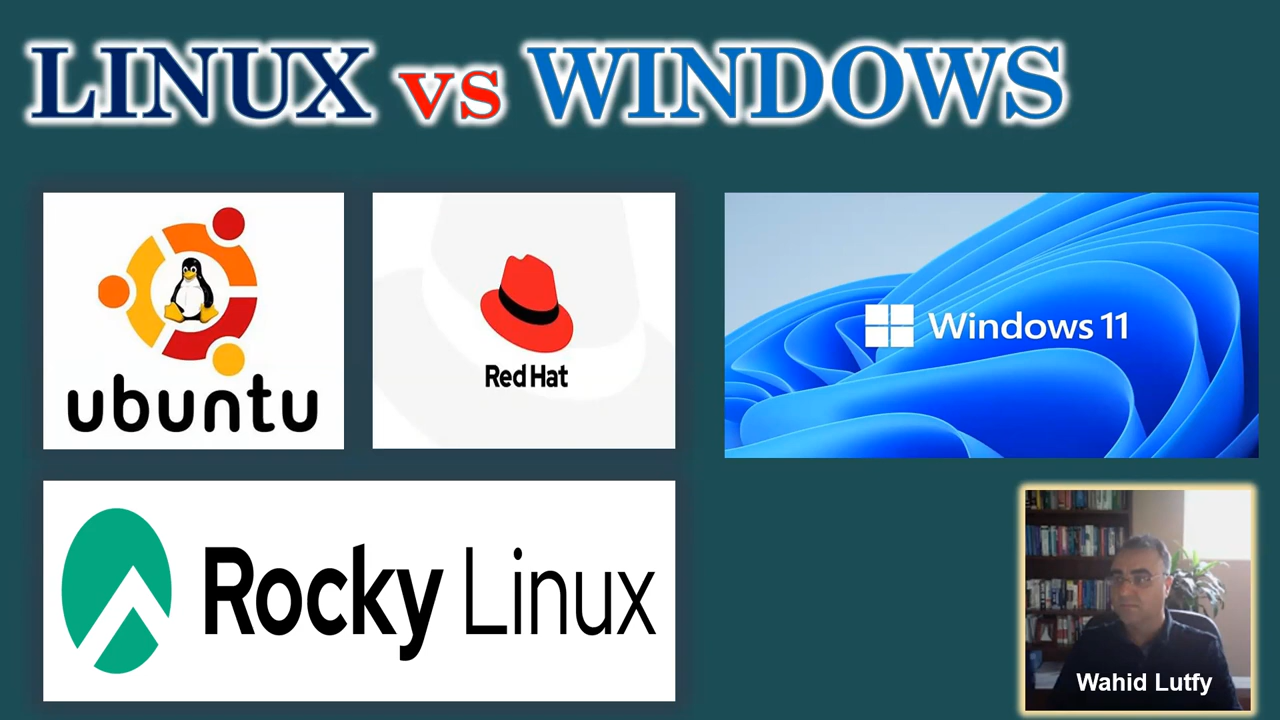 LINUX vs WINDOWS
ubuntu
Red Hat
Windows 11
Rocky Linux
Wahid Lutfy